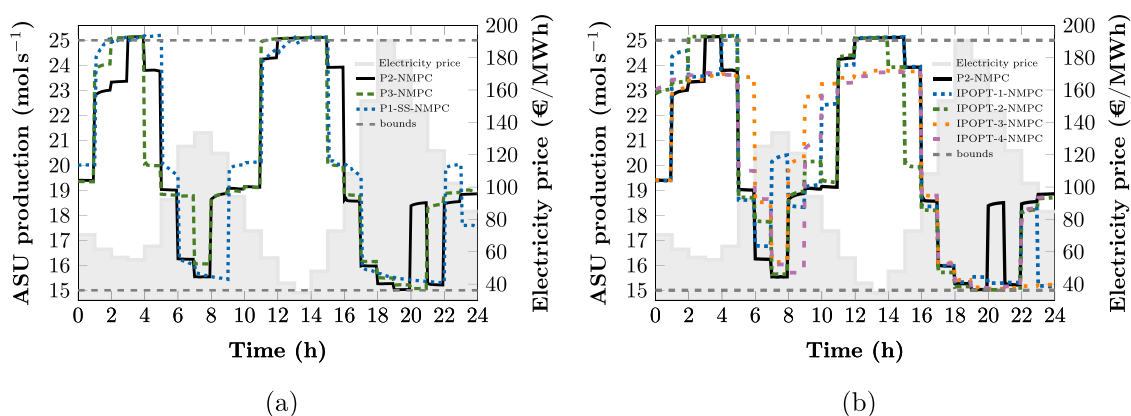 25
24
23
22
21
20
19
18
17
16
15
ASU production (mol s⁻¹)
0 2 4 6 8 10 12 14 16 18 20 22 24
Time (h)
200
180
160
140
120
100
80
60
40
Electricity price (€/MWh)
Electricity price
P2-NMPC
P3-NMPC
P1-SS-NMPC
bounds
(a)
25
24
23
22
21
20
19
18
17
16
15
ASU production (mol s⁻¹)
0 2 4 6 8 10 12 14 16 18 20 22 24
Time (h)
200
180
160
140
120
100
80
60
40
Electricity price (€/MWh)
Electricity price
P2-NMPC
IPOPT-1-NMPC
IPOPT-2-NMPC
IPOPT-3-NMPC
IPOPT-4-NMPC
bounds
(b)